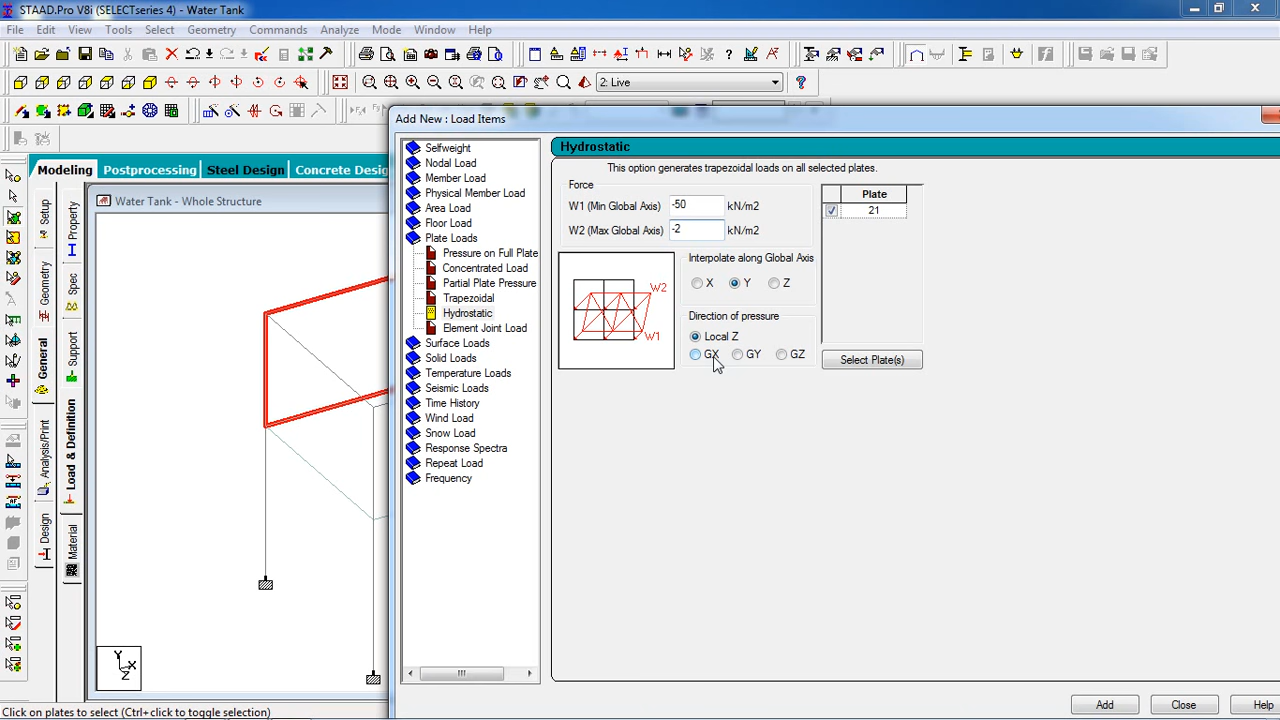 STAAD.Pro V8i (SELECTseries 4) - Water Tank
File Edit View Tools Select Geometry Commands Analyze Mode Window Help
2: Live
Add New : Load Items
Modeling Postprocessing Steel Design Concrete Desig
Water Tank - Whole Structure
Setup
Geometry
General
Analysis/Print
Design
Property
Spec
Support
Load & Definition
Material
Selfweight
Nodal Load
Member Load
Physical Member Load
Area Load
Floor Load
Plate Loads
Pressure on Full Plate
Concentrated Load
Partial Plate Pressure
Trapezoidal
Hydrostatic
Element Joint Load
Surface Loads
Solid Loads
Temperature Loads
Seismic Loads
Time History
Wind Load
Snow Load
Response Spectra
Repeat Load
Frequency
Hydrostatic
This option generates trapezoidal loads on all selected plates.
Force
W1 (Min Global Axis) -50 kN/m2
W2 (Max Global Axis) -2 kN/m2
W2
W1
Interpolate along Global Axis
X Y Z
Direction of pressure
Local Z
GX GY GZ
Plate
21
Select Plate(s)
Y
X
Z
Add Close Help
Click on plates to select (Ctrl+click to toggle selection)